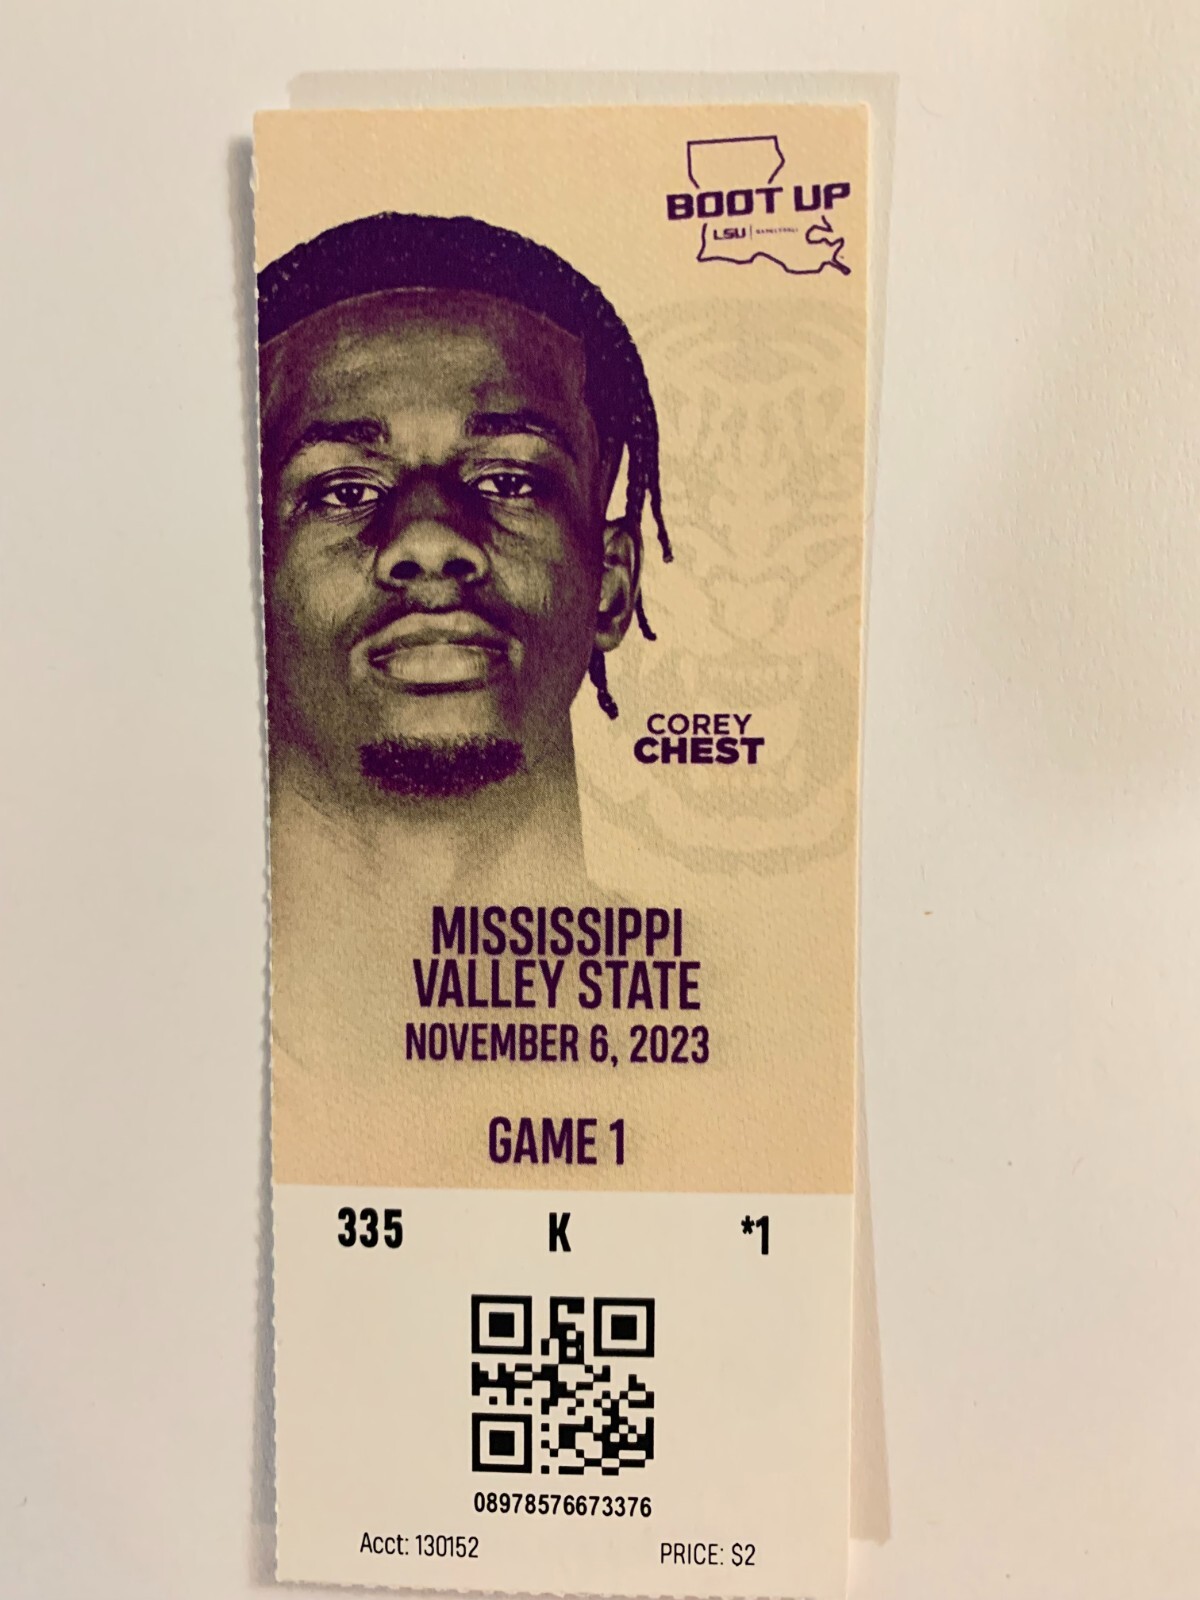 BOOT UP
LSU | BASKETBALL
COREY
CHEST
MISSISSIPPI
VALLEY STATE
NOVEMBER 6, 2023
GAME 1
335 K *1
08978576673376
Acct: 130152 PRICE: $2